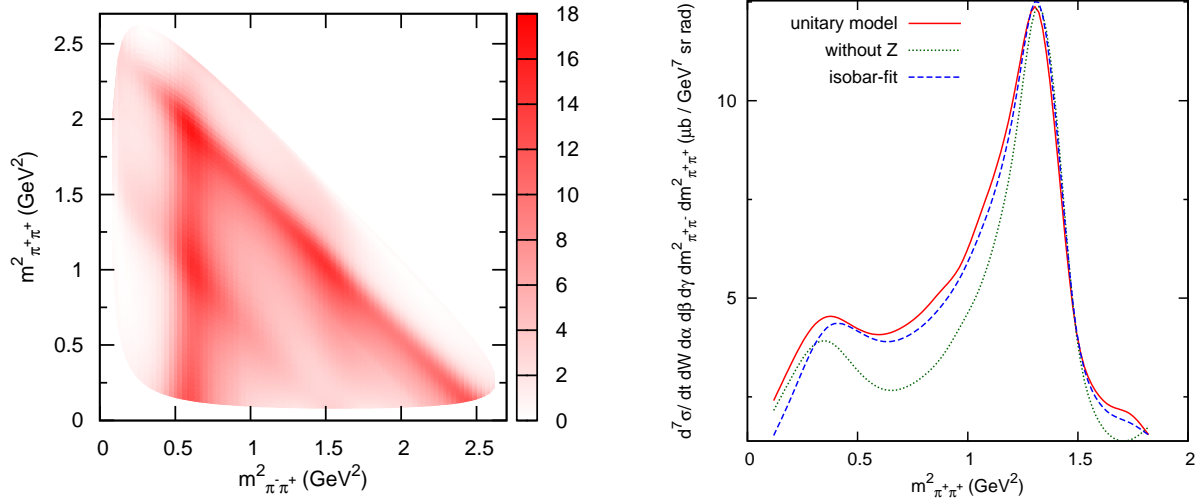 2.5
2
1.5
1
0.5
0
m²π⁺π⁺ (GeV²)
0 0.5 1 1.5 2 2.5
m²π⁻π⁺ (GeV²)
18
16
14
12
10
8
6
4
2
0
unitary model
without Z
isobar-fit
10
5
d⁷σ/ dt dW dα dβ dγ dm²π⁺π⁻ dm²π⁺π⁺ (μb / GeV⁷ sr rad)
0 0.5 1 1.5 2
m²π⁺π⁺ (GeV²)